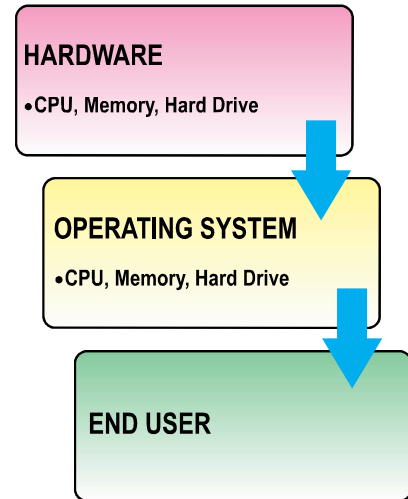 HARDWARE
•CPU, Memory, Hard Drive
OPERATING SYSTEM
•CPU, Memory, Hard Drive
END USER